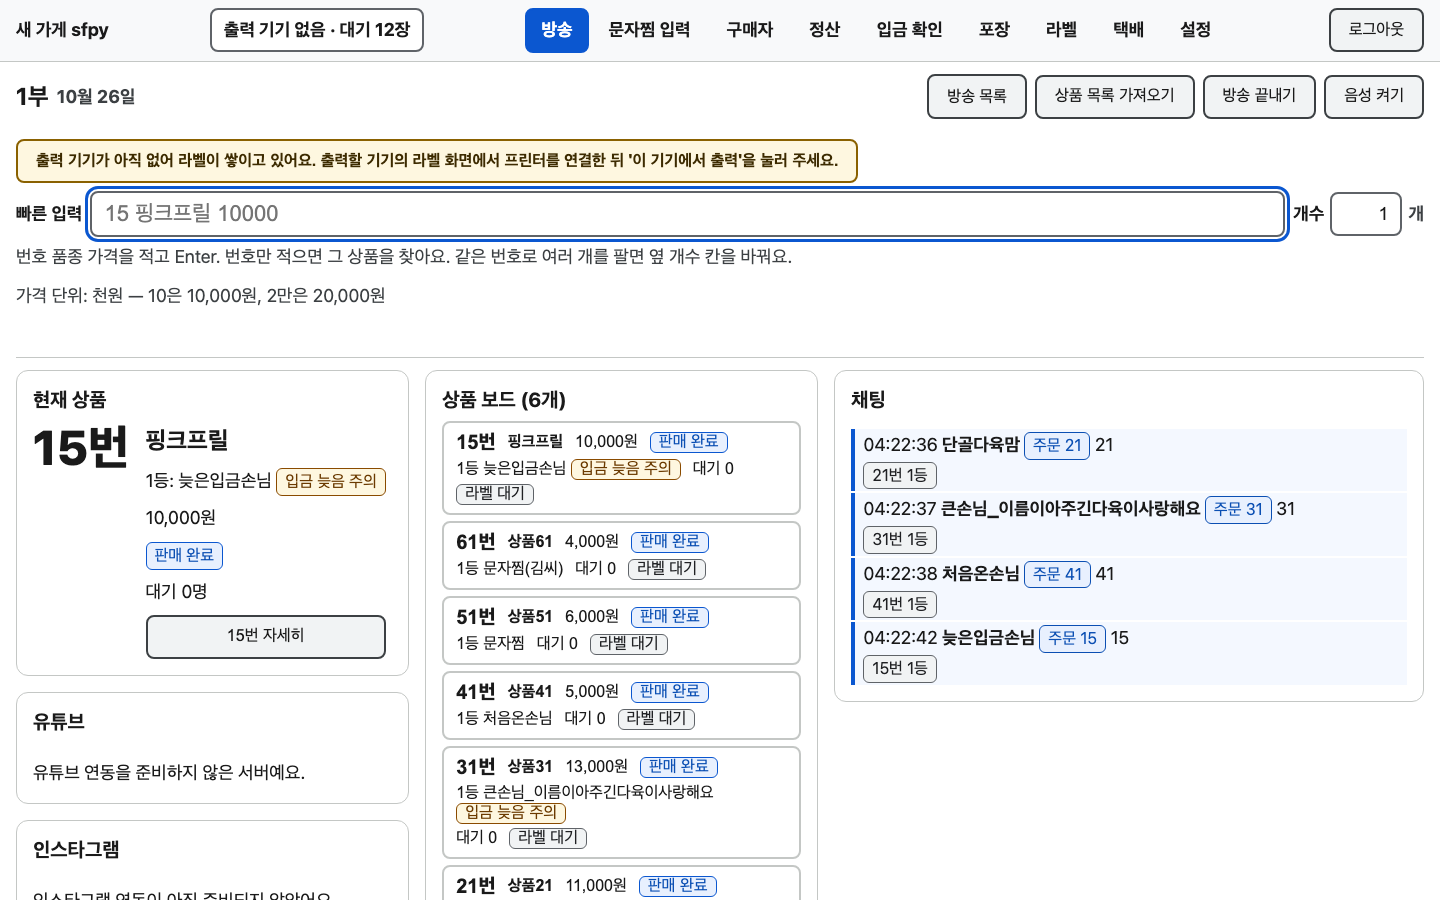 새 가게 sfpy
출력 기기 없음 · 대기 12장
방송
문자찜 입력
구매자
정산
입금 확인
포장
라벨
택배
설정
로그아웃
1부 10월 26일
방송 목록
상품 목록 가져오기
방송 끝내기
음성 켜기
출력 기기가 아직 없어 라벨이 쌓이고 있어요. 출력할 기기의 라벨 화면에서 프린터를 연결한 뒤 '이 기기에서 출력'을 눌러 주세요.
빠른 입력 15 핑크프릴 10000 개수 1 개
번호 품종 가격을 적고 Enter. 번호만 적으면 그 상품을 찾아요. 같은 번호로 여러 개를 팔면 옆 개수 칸을 바꿔요.
가격 단위: 천원 — 10은 10,000원, 2만은 20,000원
현재 상품
15번 핑크프릴
1등: 늦은입금손님 입금 늦음 주의
10,000원
판매 완료
대기 0명
15번 자세히
유튜브
유튜브 연동을 준비하지 않은 서버예요.
인스타그램
인스타그램 연동이 아직 준비되지 않았어요.
상품 보드 (6개)
15번 핑크프릴 10,000원 판매 완료
1등 늦은입금손님 입금 늦음 주의 대기 0
라벨 대기
61번 상품61 4,000원 판매 완료
1등 문자찜(김씨) 대기 0 라벨 대기
51번 상품51 6,000원 판매 완료
1등 문자찜 대기 0 라벨 대기
41번 상품41 5,000원 판매 완료
1등 처음온손님 대기 0 라벨 대기
31번 상품31 13,000원 판매 완료
1등 큰손님_이름이아주긴다육이사랑해요
입금 늦음 주의
대기 0 라벨 대기
21번 상품21 11,000원 판매 완료
채팅
04:22:36 단골다육맘 주문 21 21
21번 1등
04:22:37 큰손님_이름이아주긴다육이사랑해요 주문 31 31
31번 1등
04:22:38 처음온손님 주문 41 41
41번 1등
04:22:42 늦은입금손님 주문 15 15
15번 1등